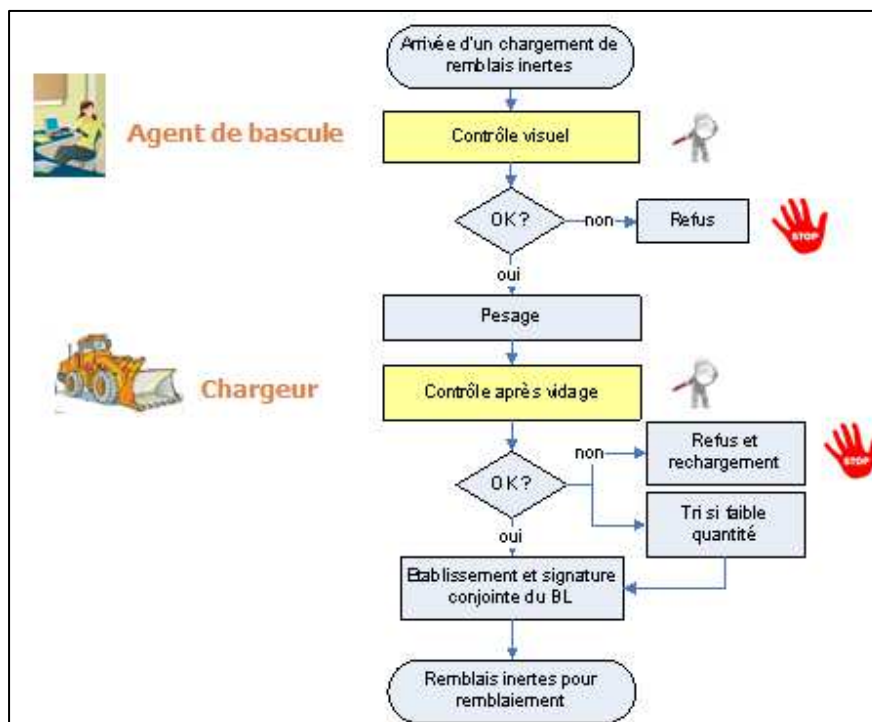 Arrivée d'un chargement de
remblais inertes
Agent de bascule
Contrôle visuel
OK?
non
Refus
STOP
oui
Pesage
Chargeur
Contrôle après vidage
non
Refus et
rechargement
STOP
OK?
Tri si faible
quantité
oui
Etablissement et signature
conjointe du BL
Remblais inertes pour
remblaiement